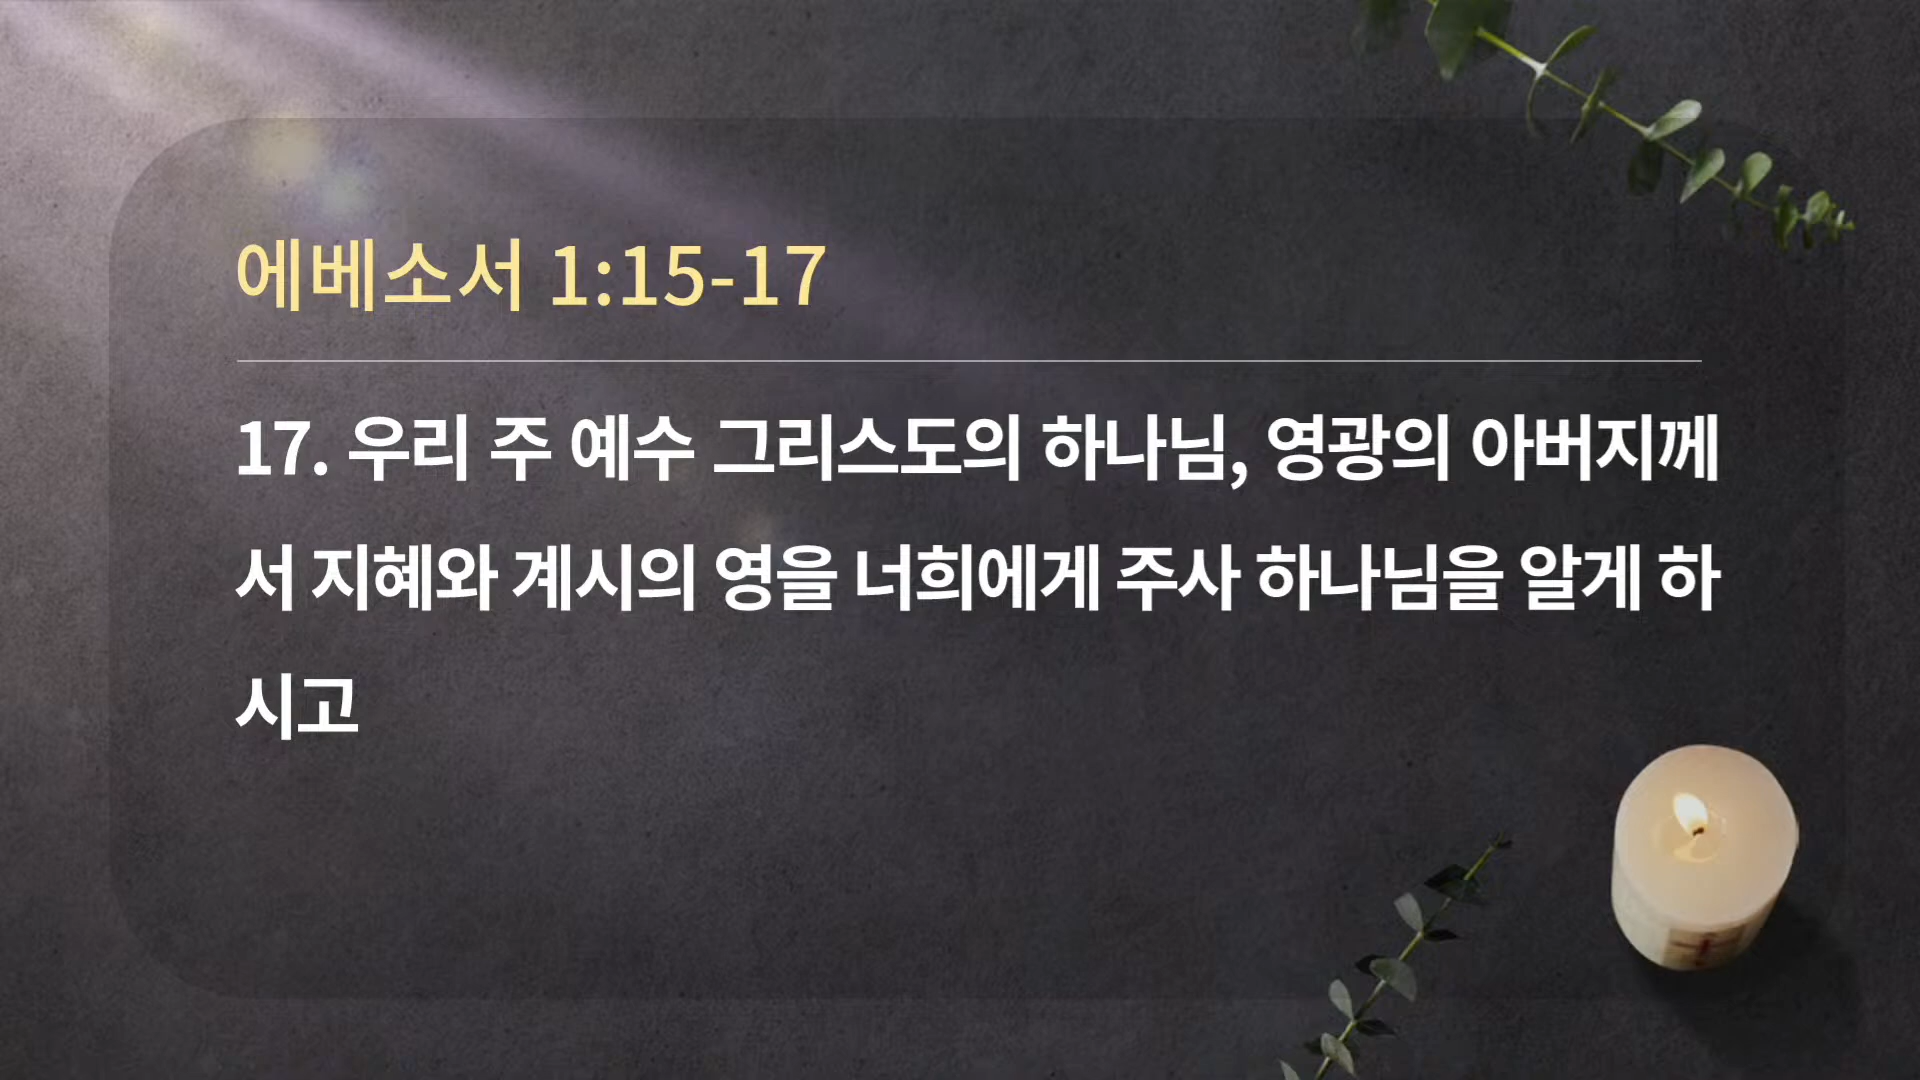 에베소서 1:15-17
17. 우리 주 예수 그리스도의 하나님, 영광의 아버지께
서 지혜와 계시의 영을 너희에게 주사 하나님을 알게 하
시고